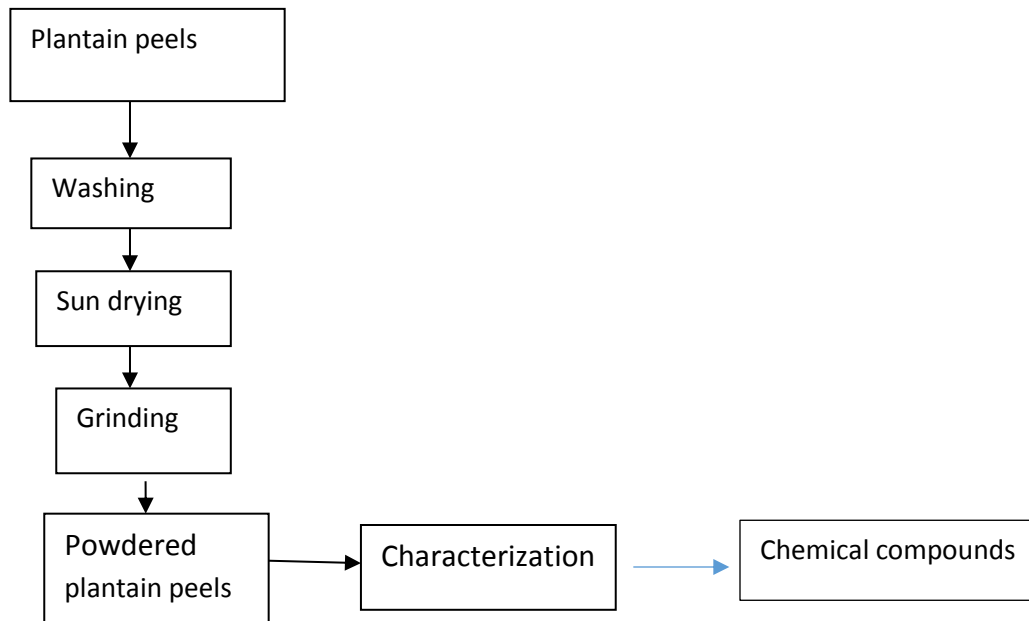 Plantain peels
Washing
Sun drying
Grinding
Powdered
plantain peels
Characterization
Chemical compounds